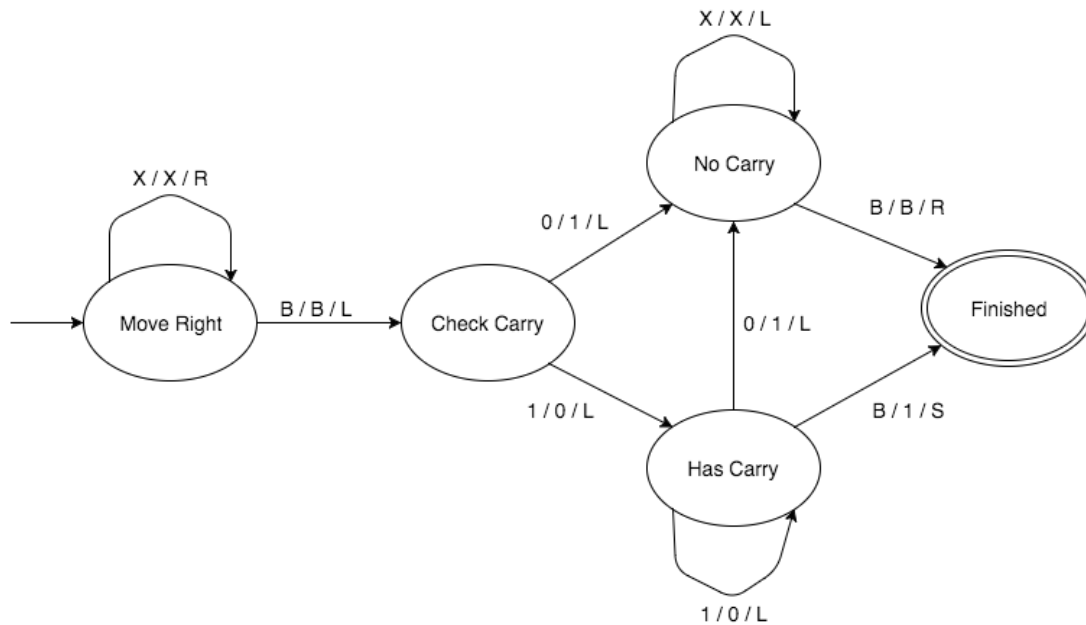 X / X / L
No Carry
X / X / R
0 / 1 / L
B / B / R
Move Right
B / B / L
Check Carry
0 / 1 / L
Finished
1 / 0 / L
B / 1 / S
Has Carry
1 / 0 / L